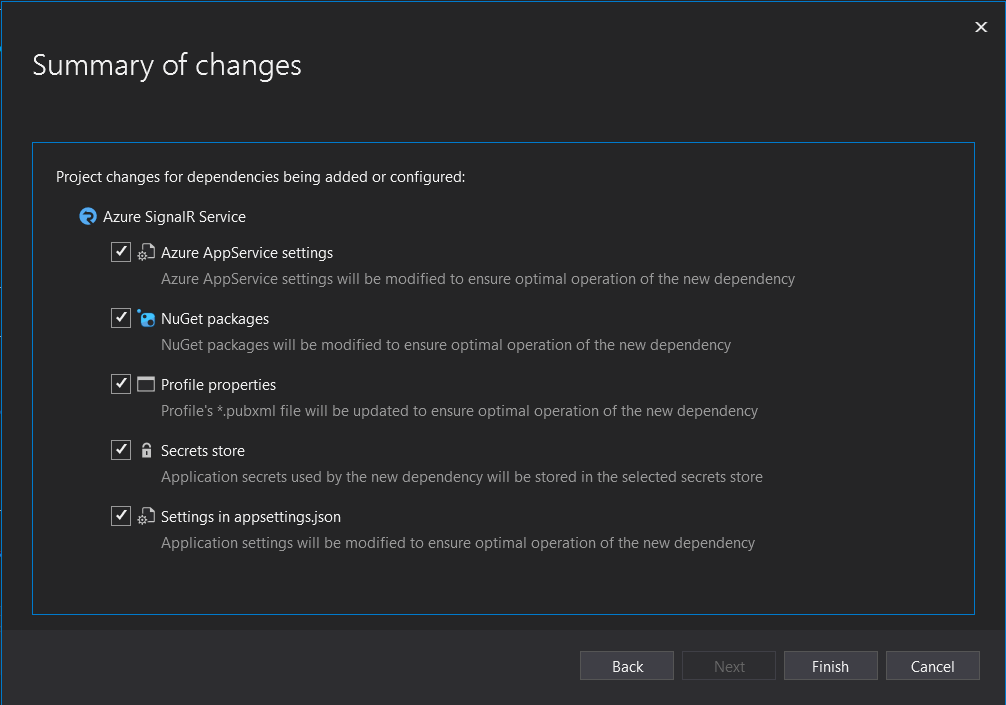 Summary of changes
Project changes for dependencies being added or configured:
Azure SignalR Service
Azure AppService settings
Azure AppService settings will be modified to ensure optimal operation of the new dependency
NuGet packages
NuGet packages will be modified to ensure optimal operation of the new dependency
Profile properties
Profile's *.pubxml file will be updated to ensure optimal operation of the new dependency
Secrets store
Application secrets used by the new dependency will be stored in the selected secrets store
Settings in appsettings.json
Application settings will be modified to ensure optimal operation of the new dependency
Back Next Finish Cancel